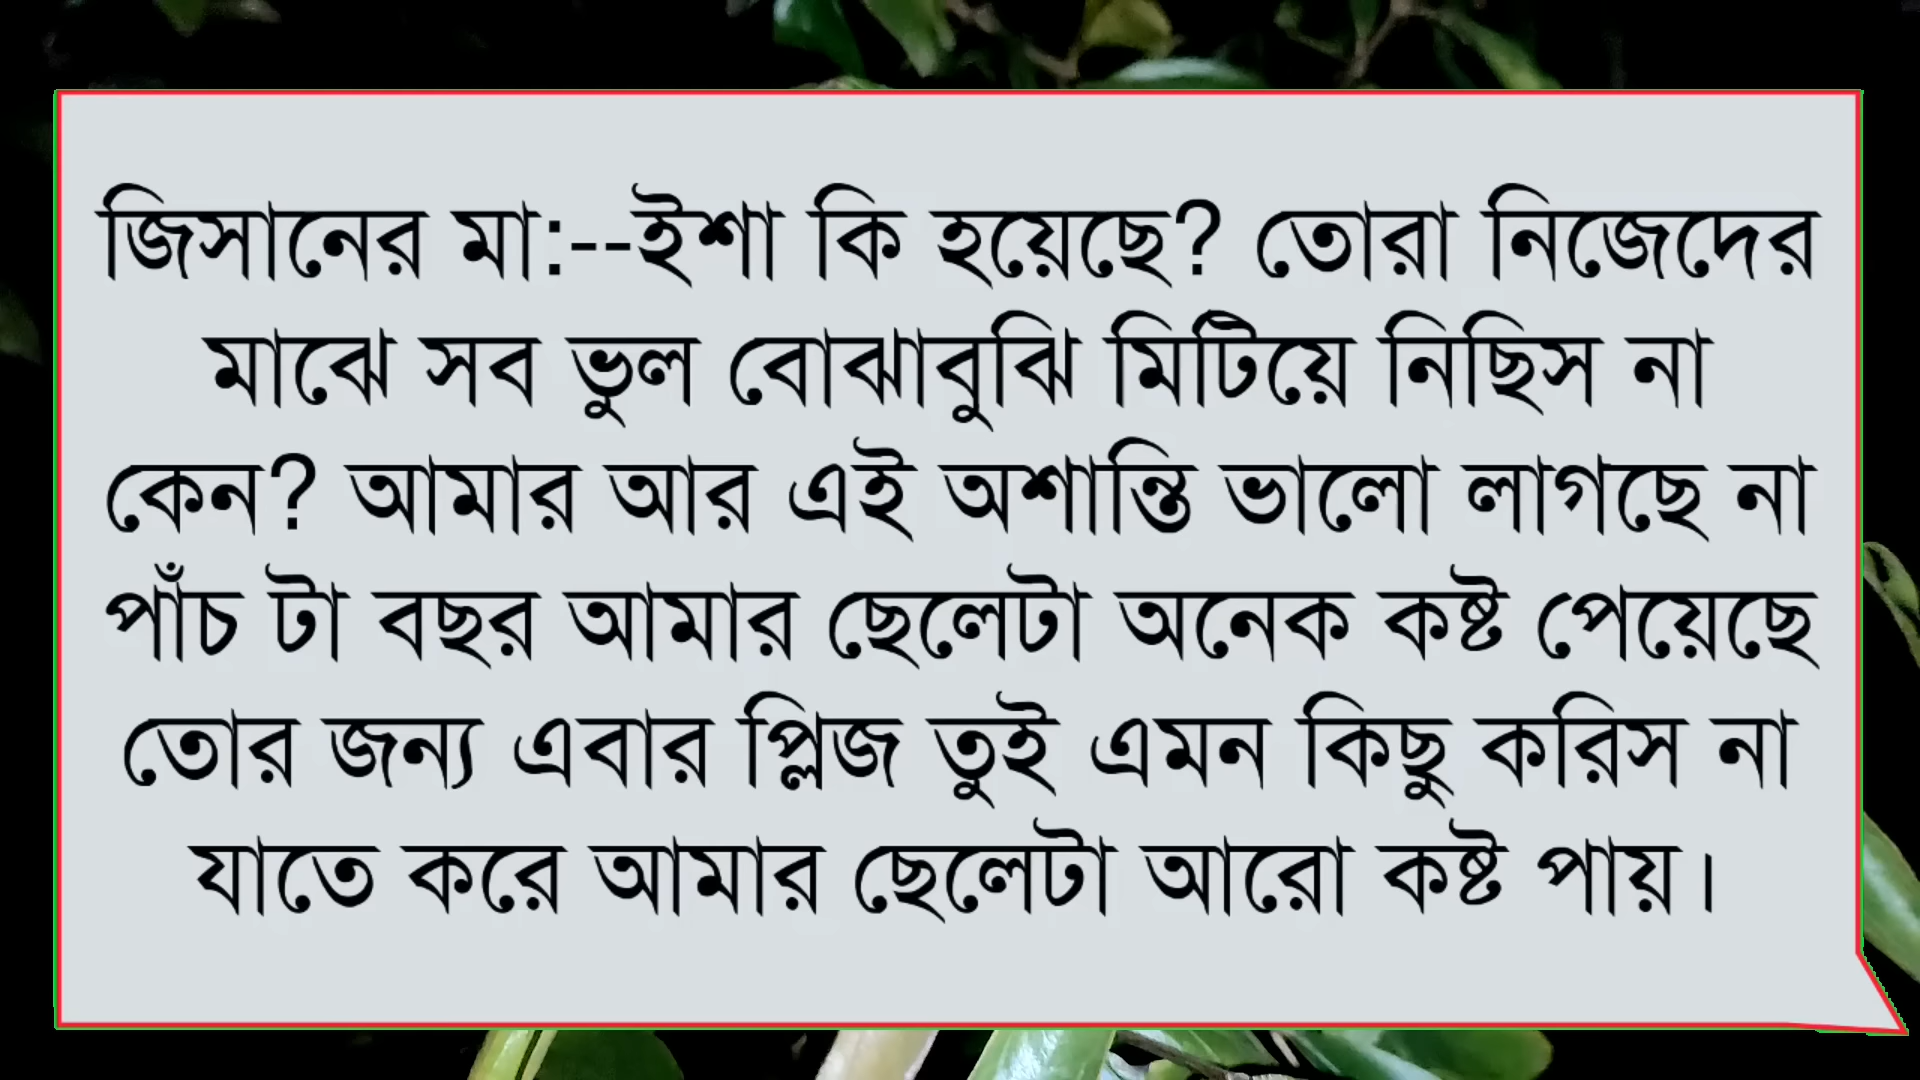 জিসানের মা:--ইশা কি হয়েছে? তোরা নিজেদের
মাঝে সব ভুল বোঝাবুঝি মিটিয়ে নিছিস না
কেন? আমার আর এই অশান্তি ভালো লাগছে না
পাঁচ টা বছর আমার ছেলেটা অনেক কষ্ট পেয়েছে
তোর জন্য এবার প্লিজ তুই এমন কিছু করিস না
যাতে করে আমার ছেলেটা আরো কষ্ট পায়।